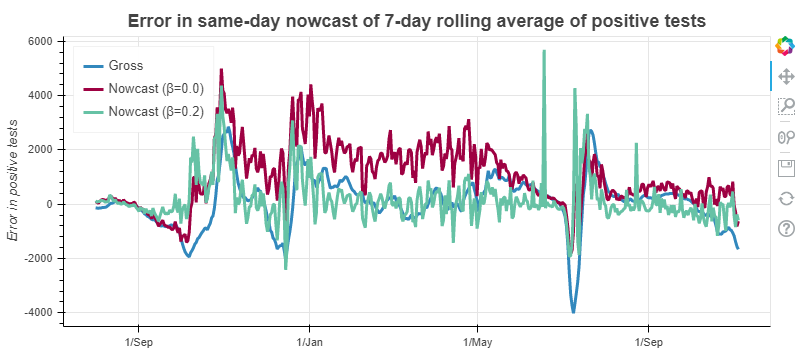 Error in same-day nowcast of 7-day rolling average of positive tests
Gross
Nowcast (β=0.0)
Nowcast (β=0.2)
Error in positive tests
6000
4000
2000
0
-2000
-4000
1/Sep
1/Jan
1/May
1/Sep